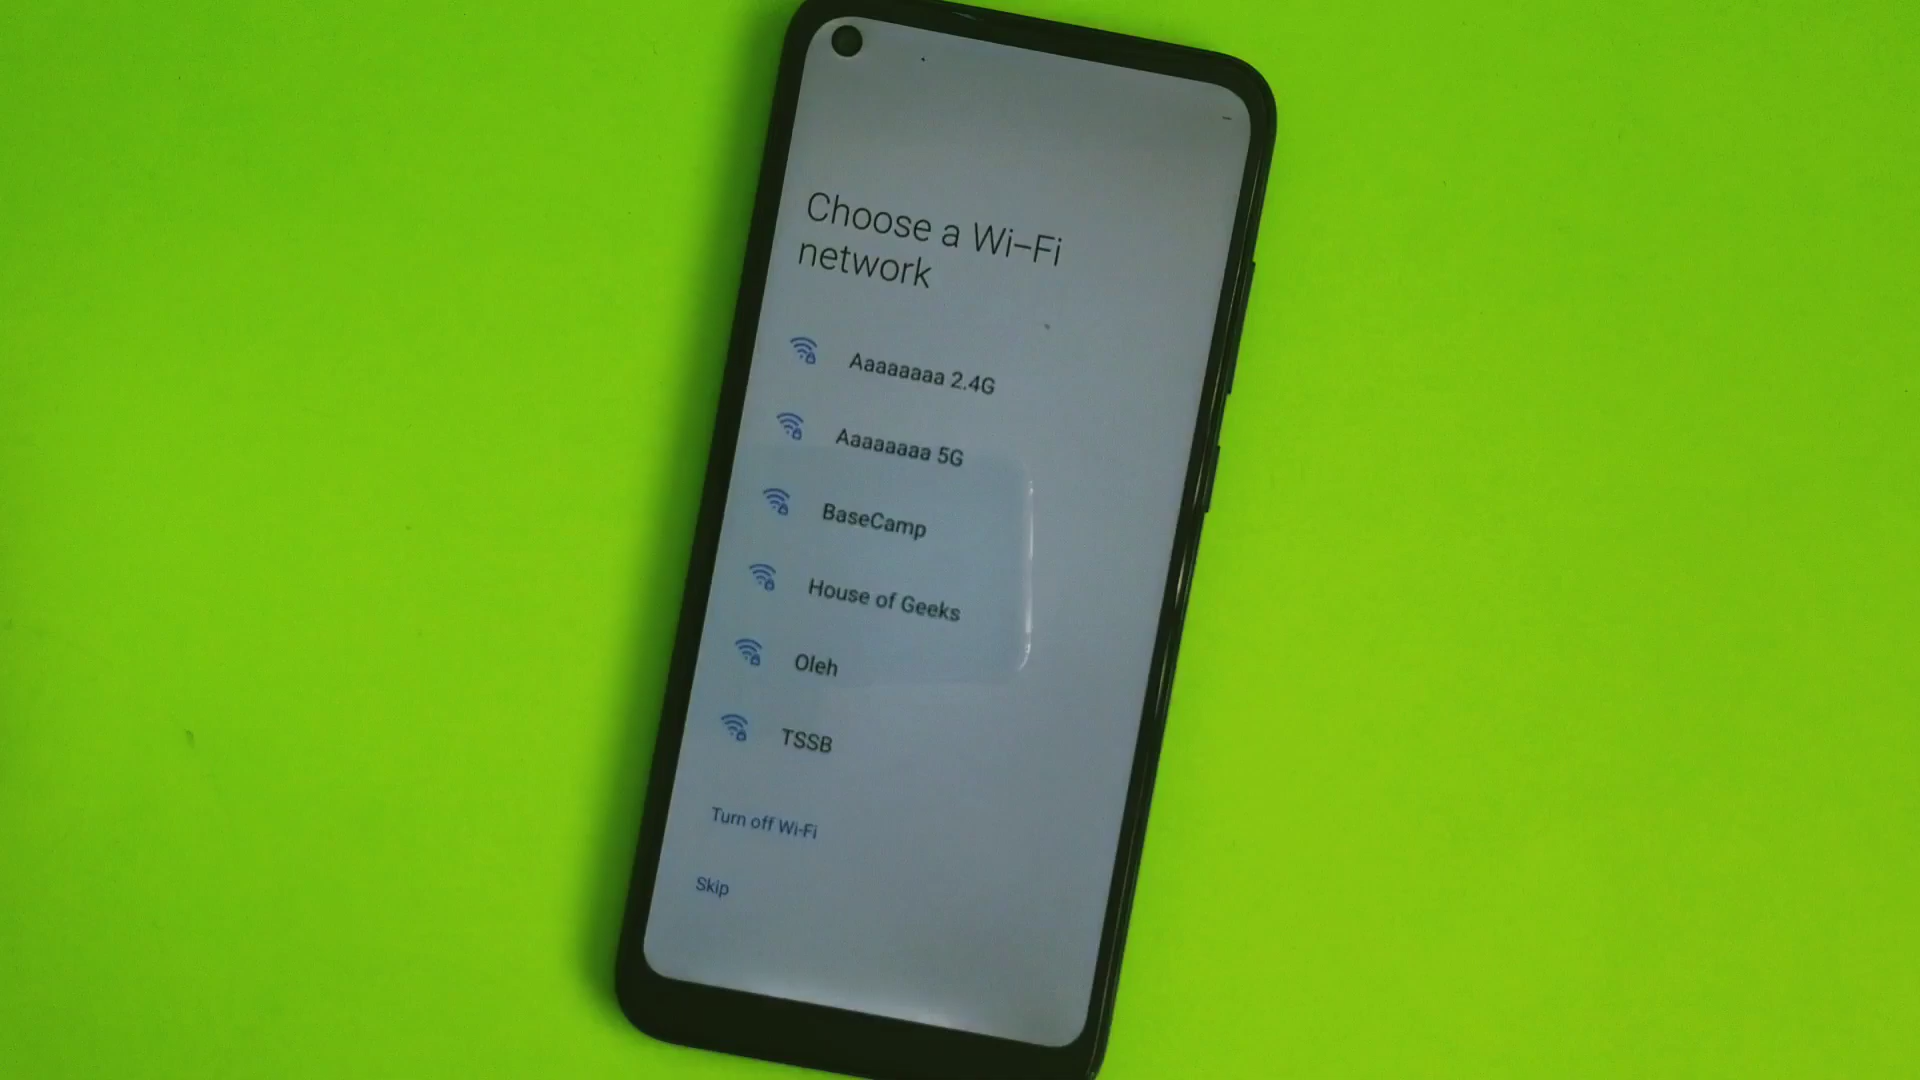 Choose a Wi-Fi
network
Aaaaaaaa 2.4G
Aaaaaaaa 5G
BaseCamp
House of Geeks
Oleh
TSSB
Turn off Wi-Fi
Skip